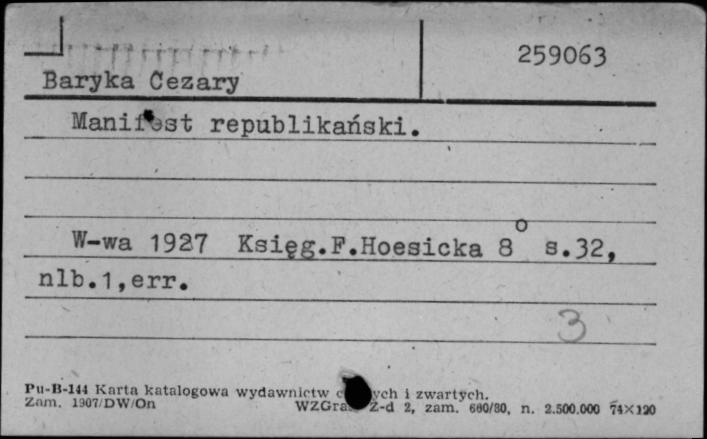 259063
Baryka Cezary
Manifest republikański.
W-wa 1927 Księg.F.Hoesicka 8° s.32,
nlb.1,err.
3
Pu-B-144 Karta katalogowa wydawnictw i zwartych.
Zam. 1907/DW/On WZGraf Z-d 2, zam. 660/80, n. 2.500.000 74×120